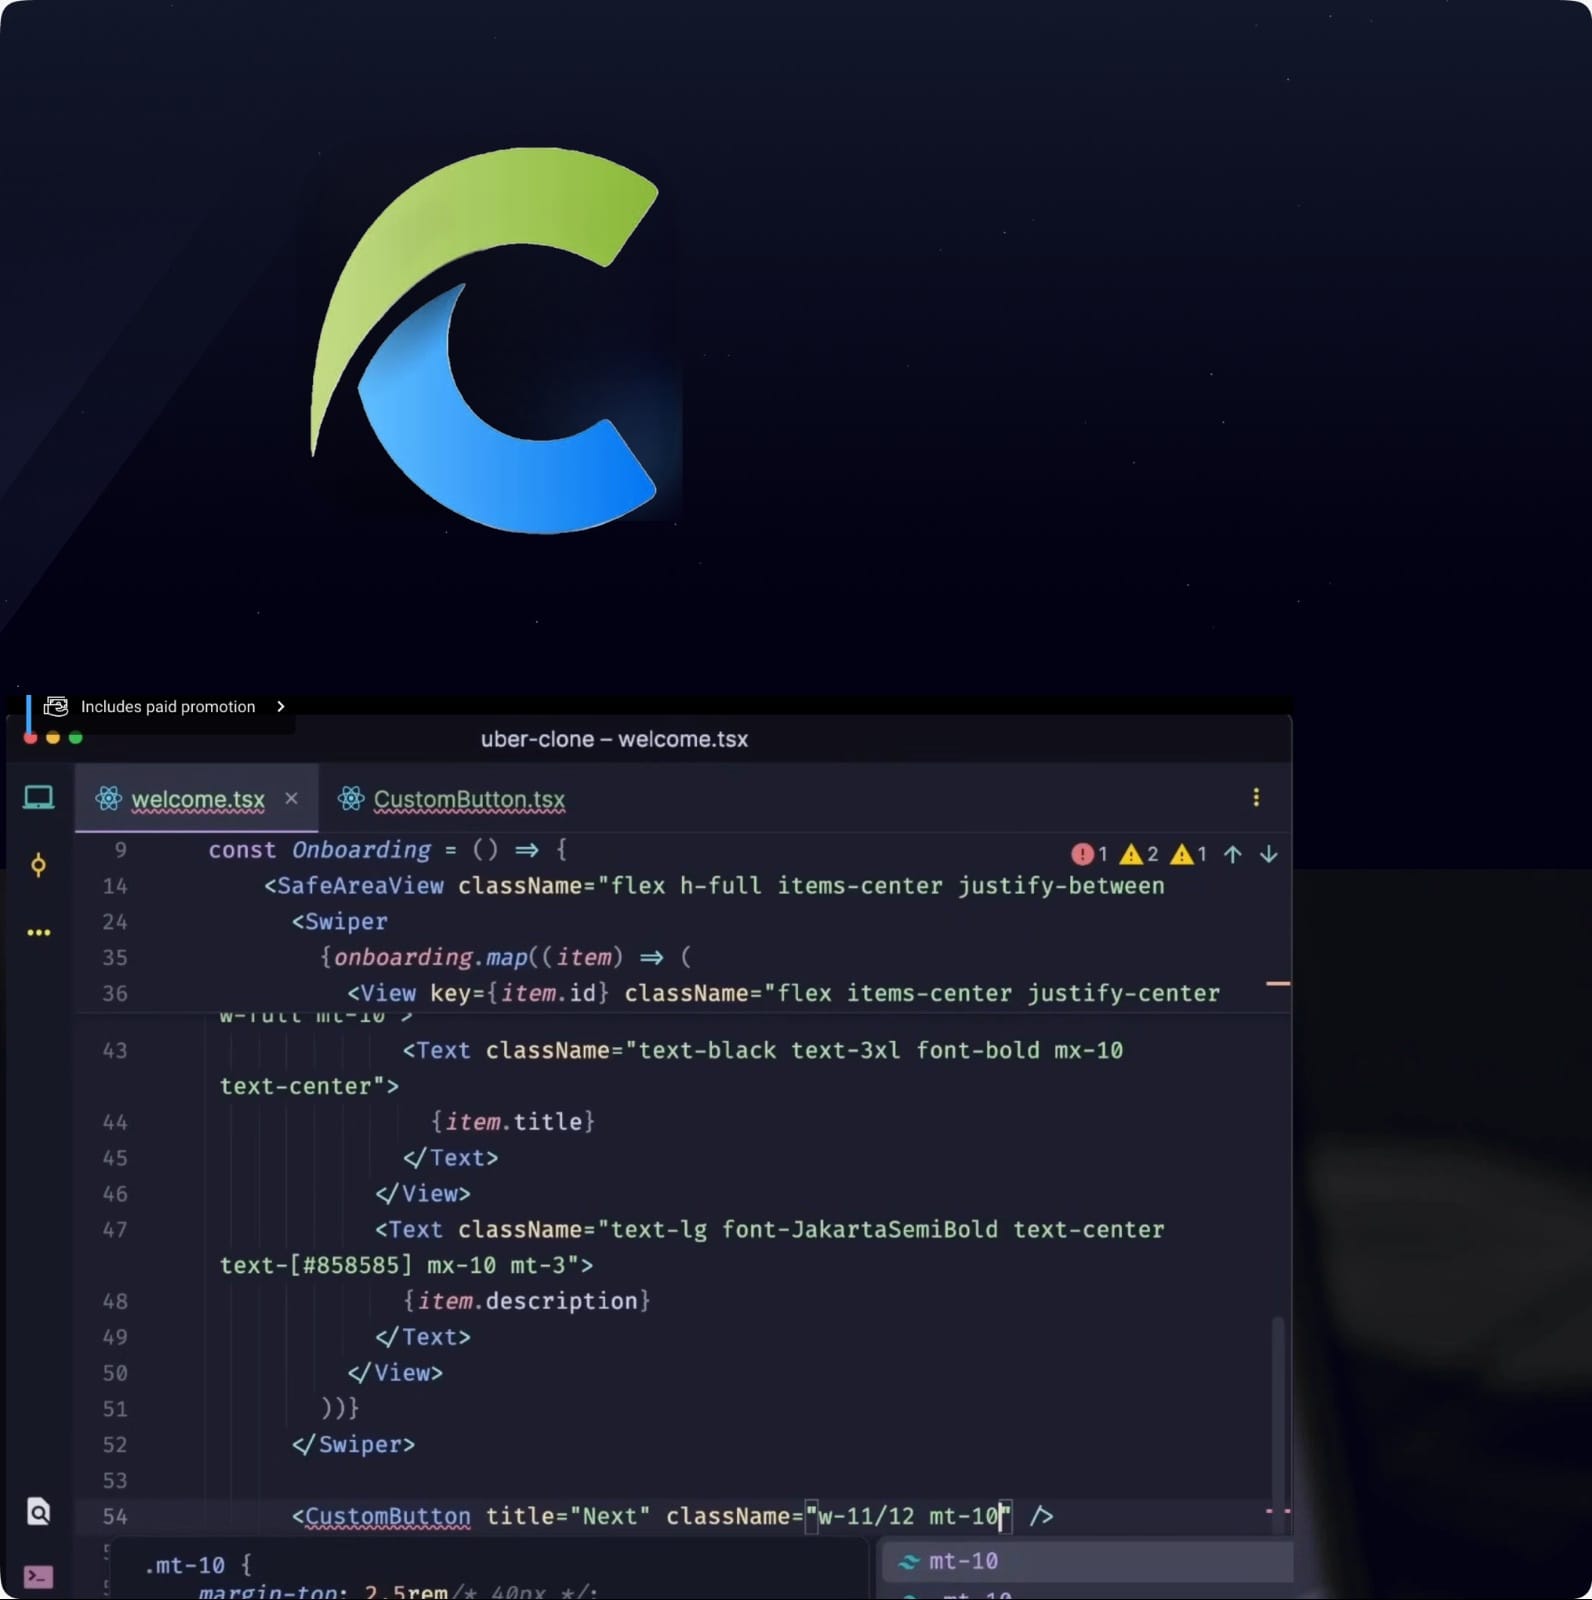 Includes paid promotion
uber-clone – welcome.tsx
welcome.tsx × CustomButton.tsx
9 const Onboarding = () => {
1 2 1
14 <SafeAreaView className="flex h-full items-center justify-between
24 <Swiper
35 {onboarding.map((item) => (
36 <View key={item.id} className="flex items-center justify-center
w-full mt-10">
43 <Text className="text-black text-3xl font-bold mx-10
text-center">
44 {item.title}
45 </Text>
46 </View>
47 <Text className="text-lg font-JakartaSemiBold text-center
text-[#858585] mx-10 mt-3">
48 {item.description}
49 </Text>
50 </View>
51 ))}
52 </Swiper>
53
54 <CustomButton title="Next" className="w-11/12 mt-10" />
.mt-10 {
mt-10
margin-top: 2.5rem/* 40px */;